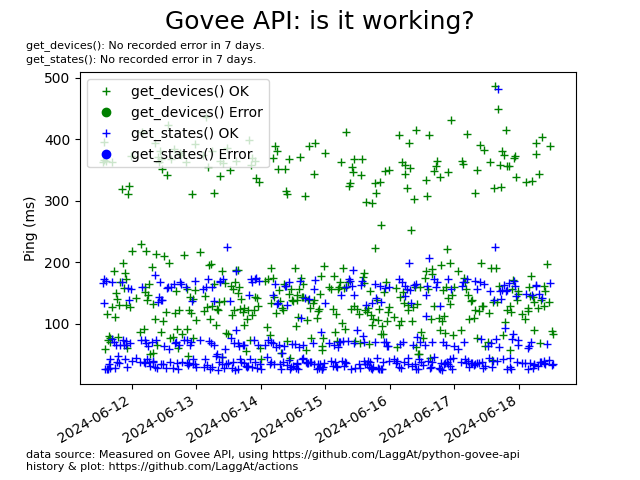 Govee API: is it working?
get_devices(): No recorded error in 7 days.
get_states(): No recorded error in 7 days.
500
400
300
200
100
Ping (ms)
get_devices() OK
get_devices() Error
get_states() OK
get_states() Error
2024-06-12
2024-06-13
2024-06-14
2024-06-15
2024-06-16
2024-06-17
2024-06-18
data source: Measured on Govee API, using https://github.com/LaggAt/python-govee-api
history & plot: https://github.com/LaggAt/actions